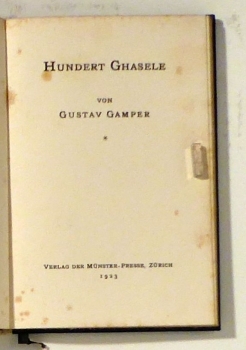 HUNDERT GHASELE
VON
GUSTAV GAMPER
*
VERLAG DER MÜNSTER-PRESSE, ZÜRICH
1923